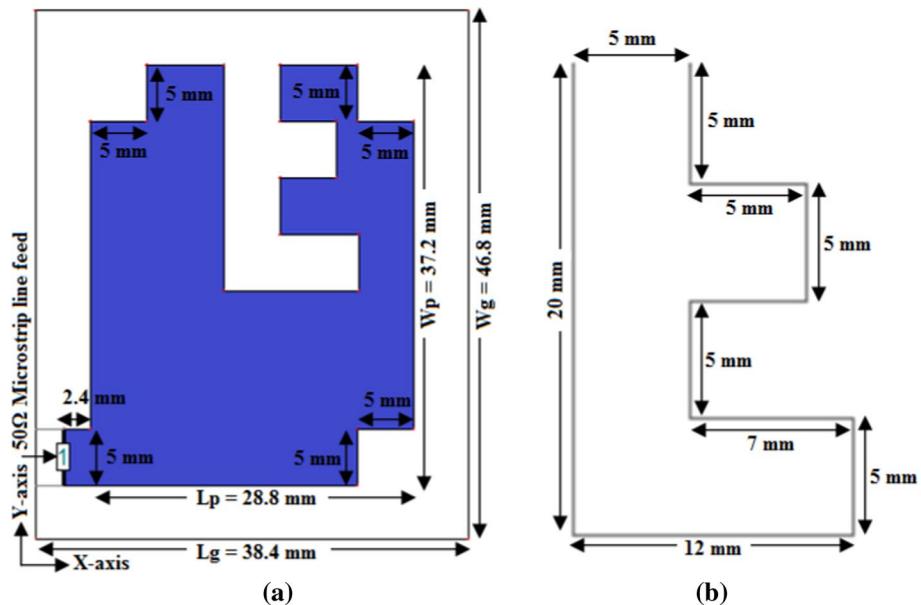 5 mm
5 mm
5 mm
5 mm
5 mm
Wp = 37.2 mm
Wg = 46.8 mm
Y-axis 50Ω Microstrip line feed
2.4 mm
5 mm
1
5 mm
5 mm
Lp = 28.8 mm
Lg = 38.4 mm
X-axis
(a)
5 mm
5 mm
5 mm
20 mm
5 mm
7 mm
5 mm
12 mm
(b)